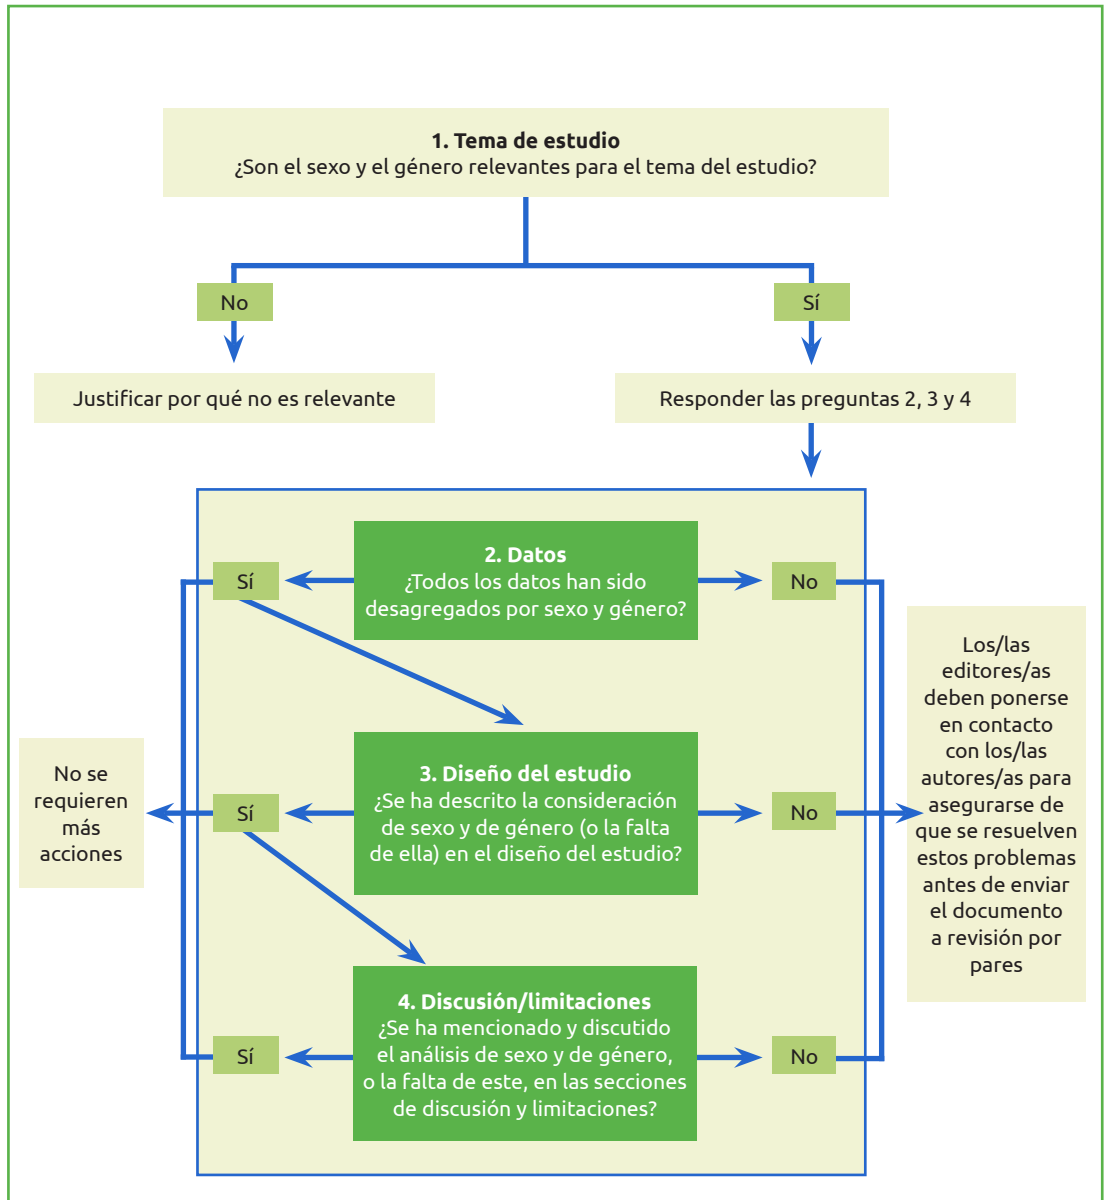 1. Tema de estudio
¿Son el sexo y el género relevantes para el tema del estudio?
No
Sí
Justificar por qué no es relevante
Responder las preguntas 2, 3 y 4
2. Datos
¿Todos los datos han sido
desagregados por sexo y género?
Sí
No
3. Diseño del estudio
¿Se ha descrito la consideración
de sexo y de género (o la falta
de ella) en el diseño del estudio?
Sí
No
4. Discusión/limitaciones
¿Se ha mencionado y discutido
el análisis de sexo y de género,
o la falta de este, en las secciones
de discusión y limitaciones?
Sí
No
No se
requieren
más
acciones
Los/las
editores/as
deben ponerse
en contacto
con los/las
autores/as para
asegurarse de
que se resuelven
estos problemas
antes de enviar
el documento
a revisión por
pares